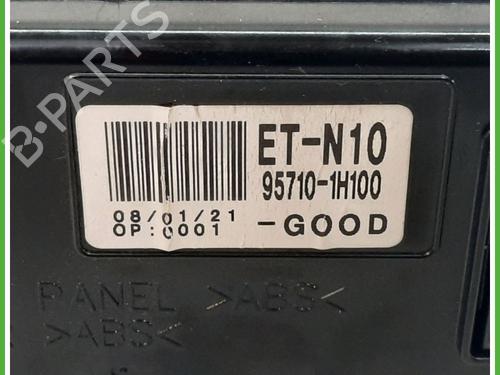 B-Parts
ET-N10
95710-1H100
08/01/21
OP:0001
-GOOD
PANEL >ABS<
>ABS<